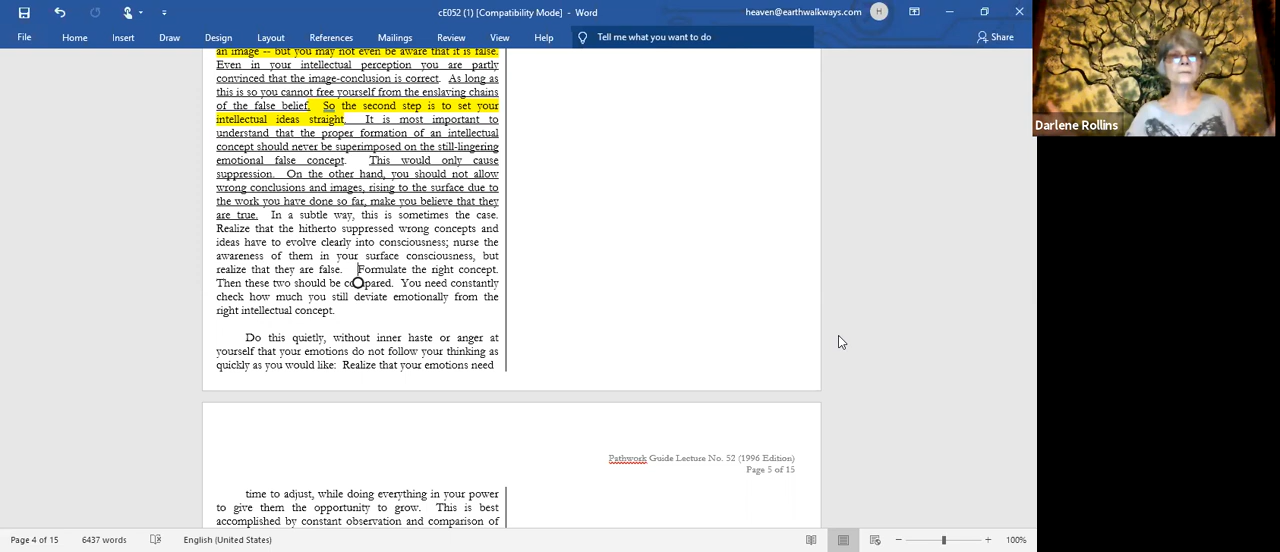 cE052 (1) [Compatibility Mode] - Word
heaven@earthwalkways.com
H
File Home Insert Draw Design Layout References Mailings Review View Help Tell me what you want to do Share
an image -- but you may not even be aware that it is false.
Even in your intellectual perception you are partly
convinced that the image-conclusion is correct. As long as
this is so you cannot free yourself from the enslaving chains
of the false belief. So the second step is to set your
intellectual ideas straight. It is most important to
understand that the proper formation of an intellectual
concept should never be superimposed on the still-lingering
emotional false concept. This would only cause
suppression. On the other hand, you should not allow
wrong conclusions and images, rising to the surface due to
the work you have done so far, make you believe that they
are true. In a subtle way, this is sometimes the case.
Realize that the hitherto suppressed wrong concepts and
ideas have to evolve clearly into consciousness; nurse the
awareness of them in your surface consciousness, but
realize that they are false. Formulate the right concept.
Then these two should be compared. You need constantly
check how much you still deviate emotionally from the
right intellectual concept.
Do this quietly, without inner haste or anger at
yourself that your emotions do not follow your thinking as
quickly as you would like: Realize that your emotions need
Pathwork Guide Lecture No. 52 (1996 Edition)
Page 5 of 15
time to adjust, while doing everything in your power
to give them the opportunity to grow. This is best
accomplished by constant observation and comparison of
Page 4 of 15 6437 words English (United States) 100%
Darlene Rollins